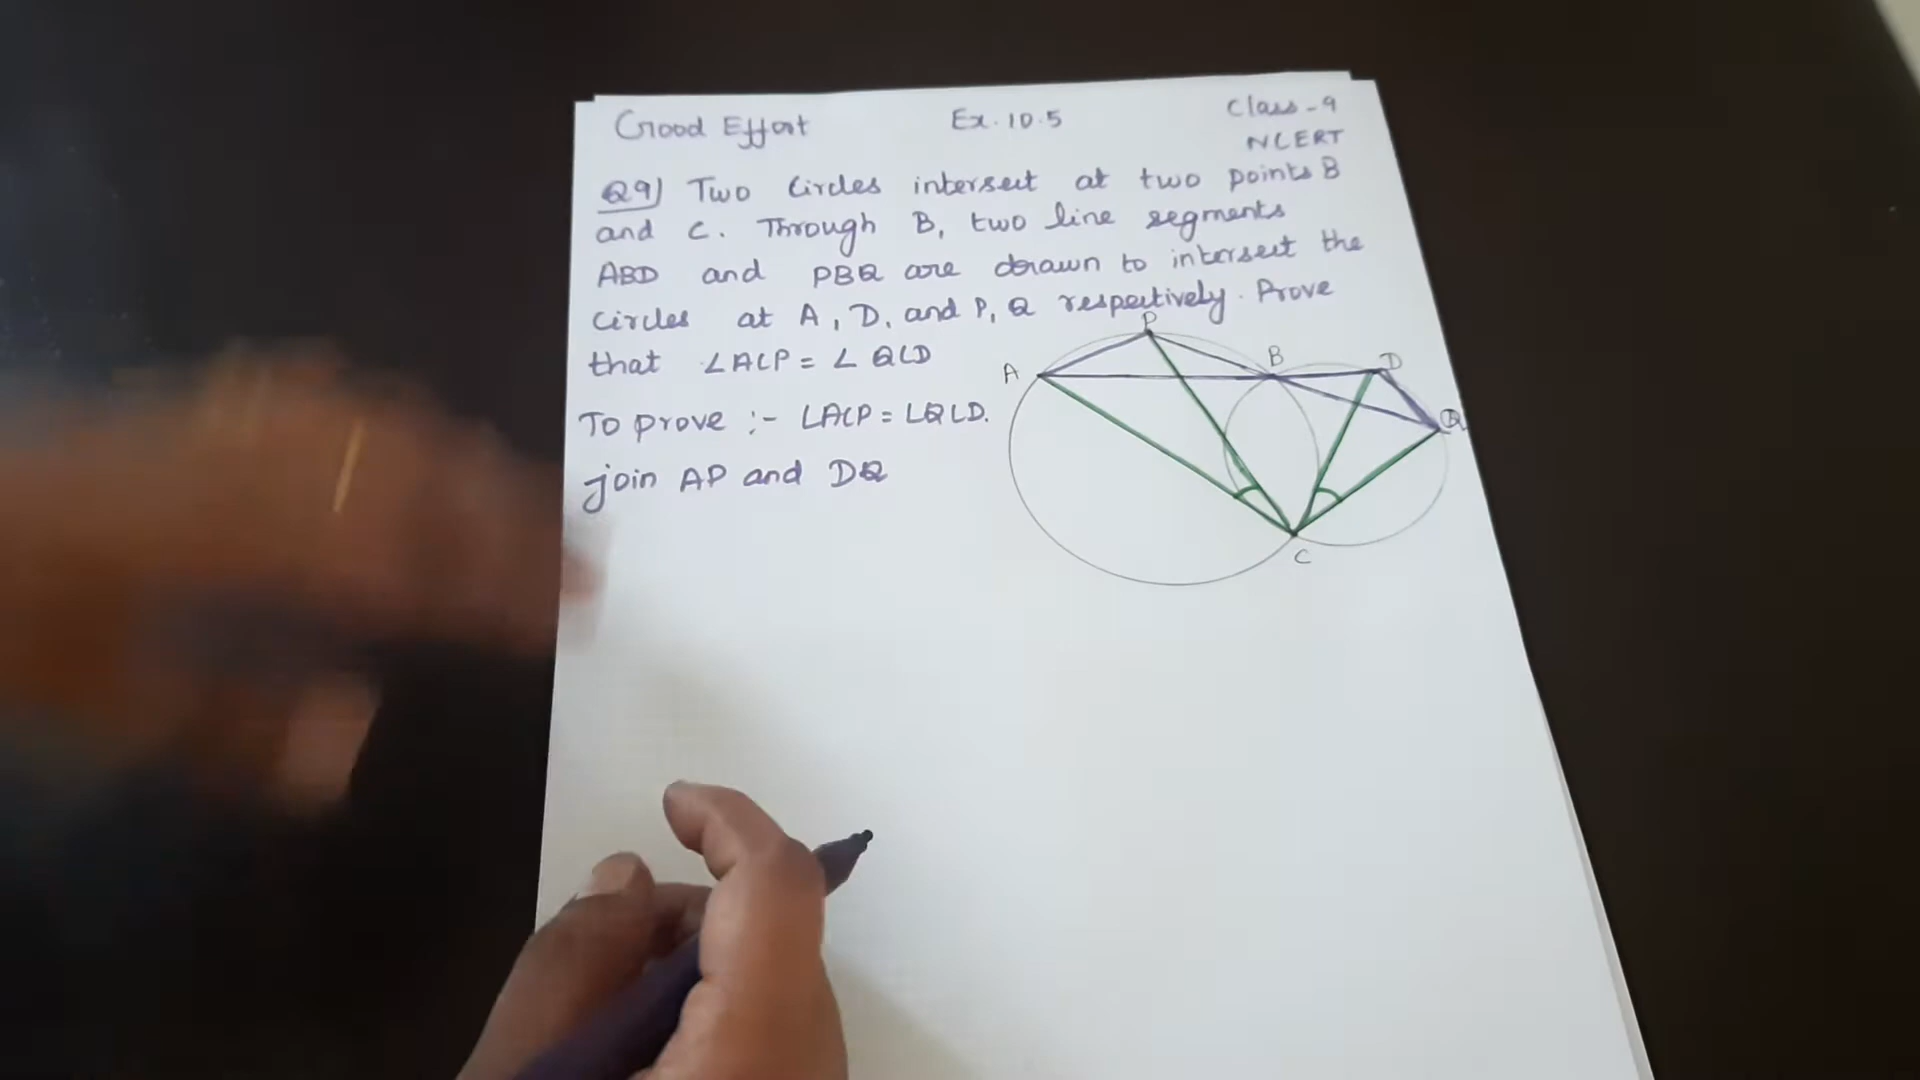 Good Effort Ex. 10.5 Class-9
NCERT
Q9) Two Circles intersect at two points B
and C. Through B, two line segments
ABD and PBQ are drawn to intersect the
circles at A, D, and P, Q respectively. Prove
that ∠ACP = ∠QCD
To prove :- ∠ACP = ∠QCD.
join AP and DQ
P
A
B
D
Q
C